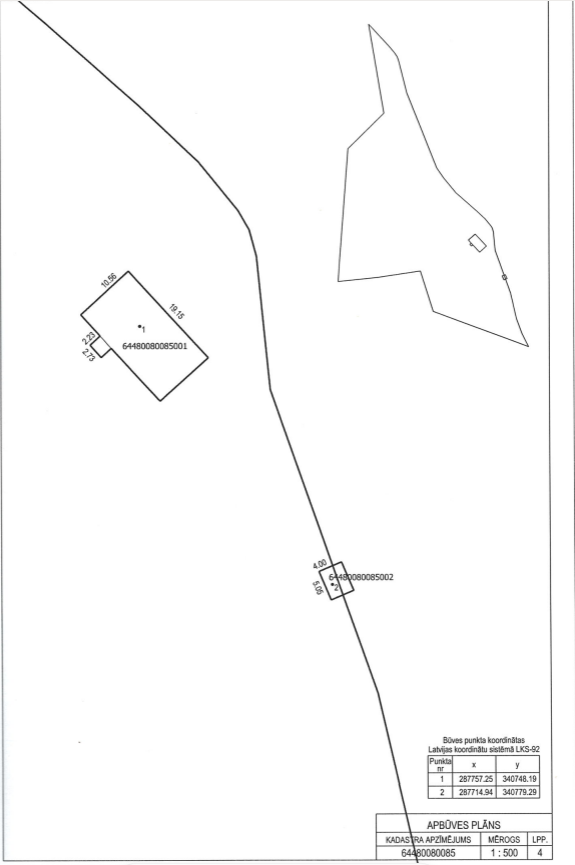 10.56
19.15
1
64480080085001
2.23
2.73
4.00
64480080085002
5.05
2
Būves punkta koordinātas
Latvijas koordinātu sistēmā LKS-92
Punkta nr x y
1 287757.25 340748.19
2 287714.94 340779.29
APBŪVES PLĀNS
KADASTRA APZĪMĒJUMS MĒROGS LPP.
64480080085 1 : 500 4